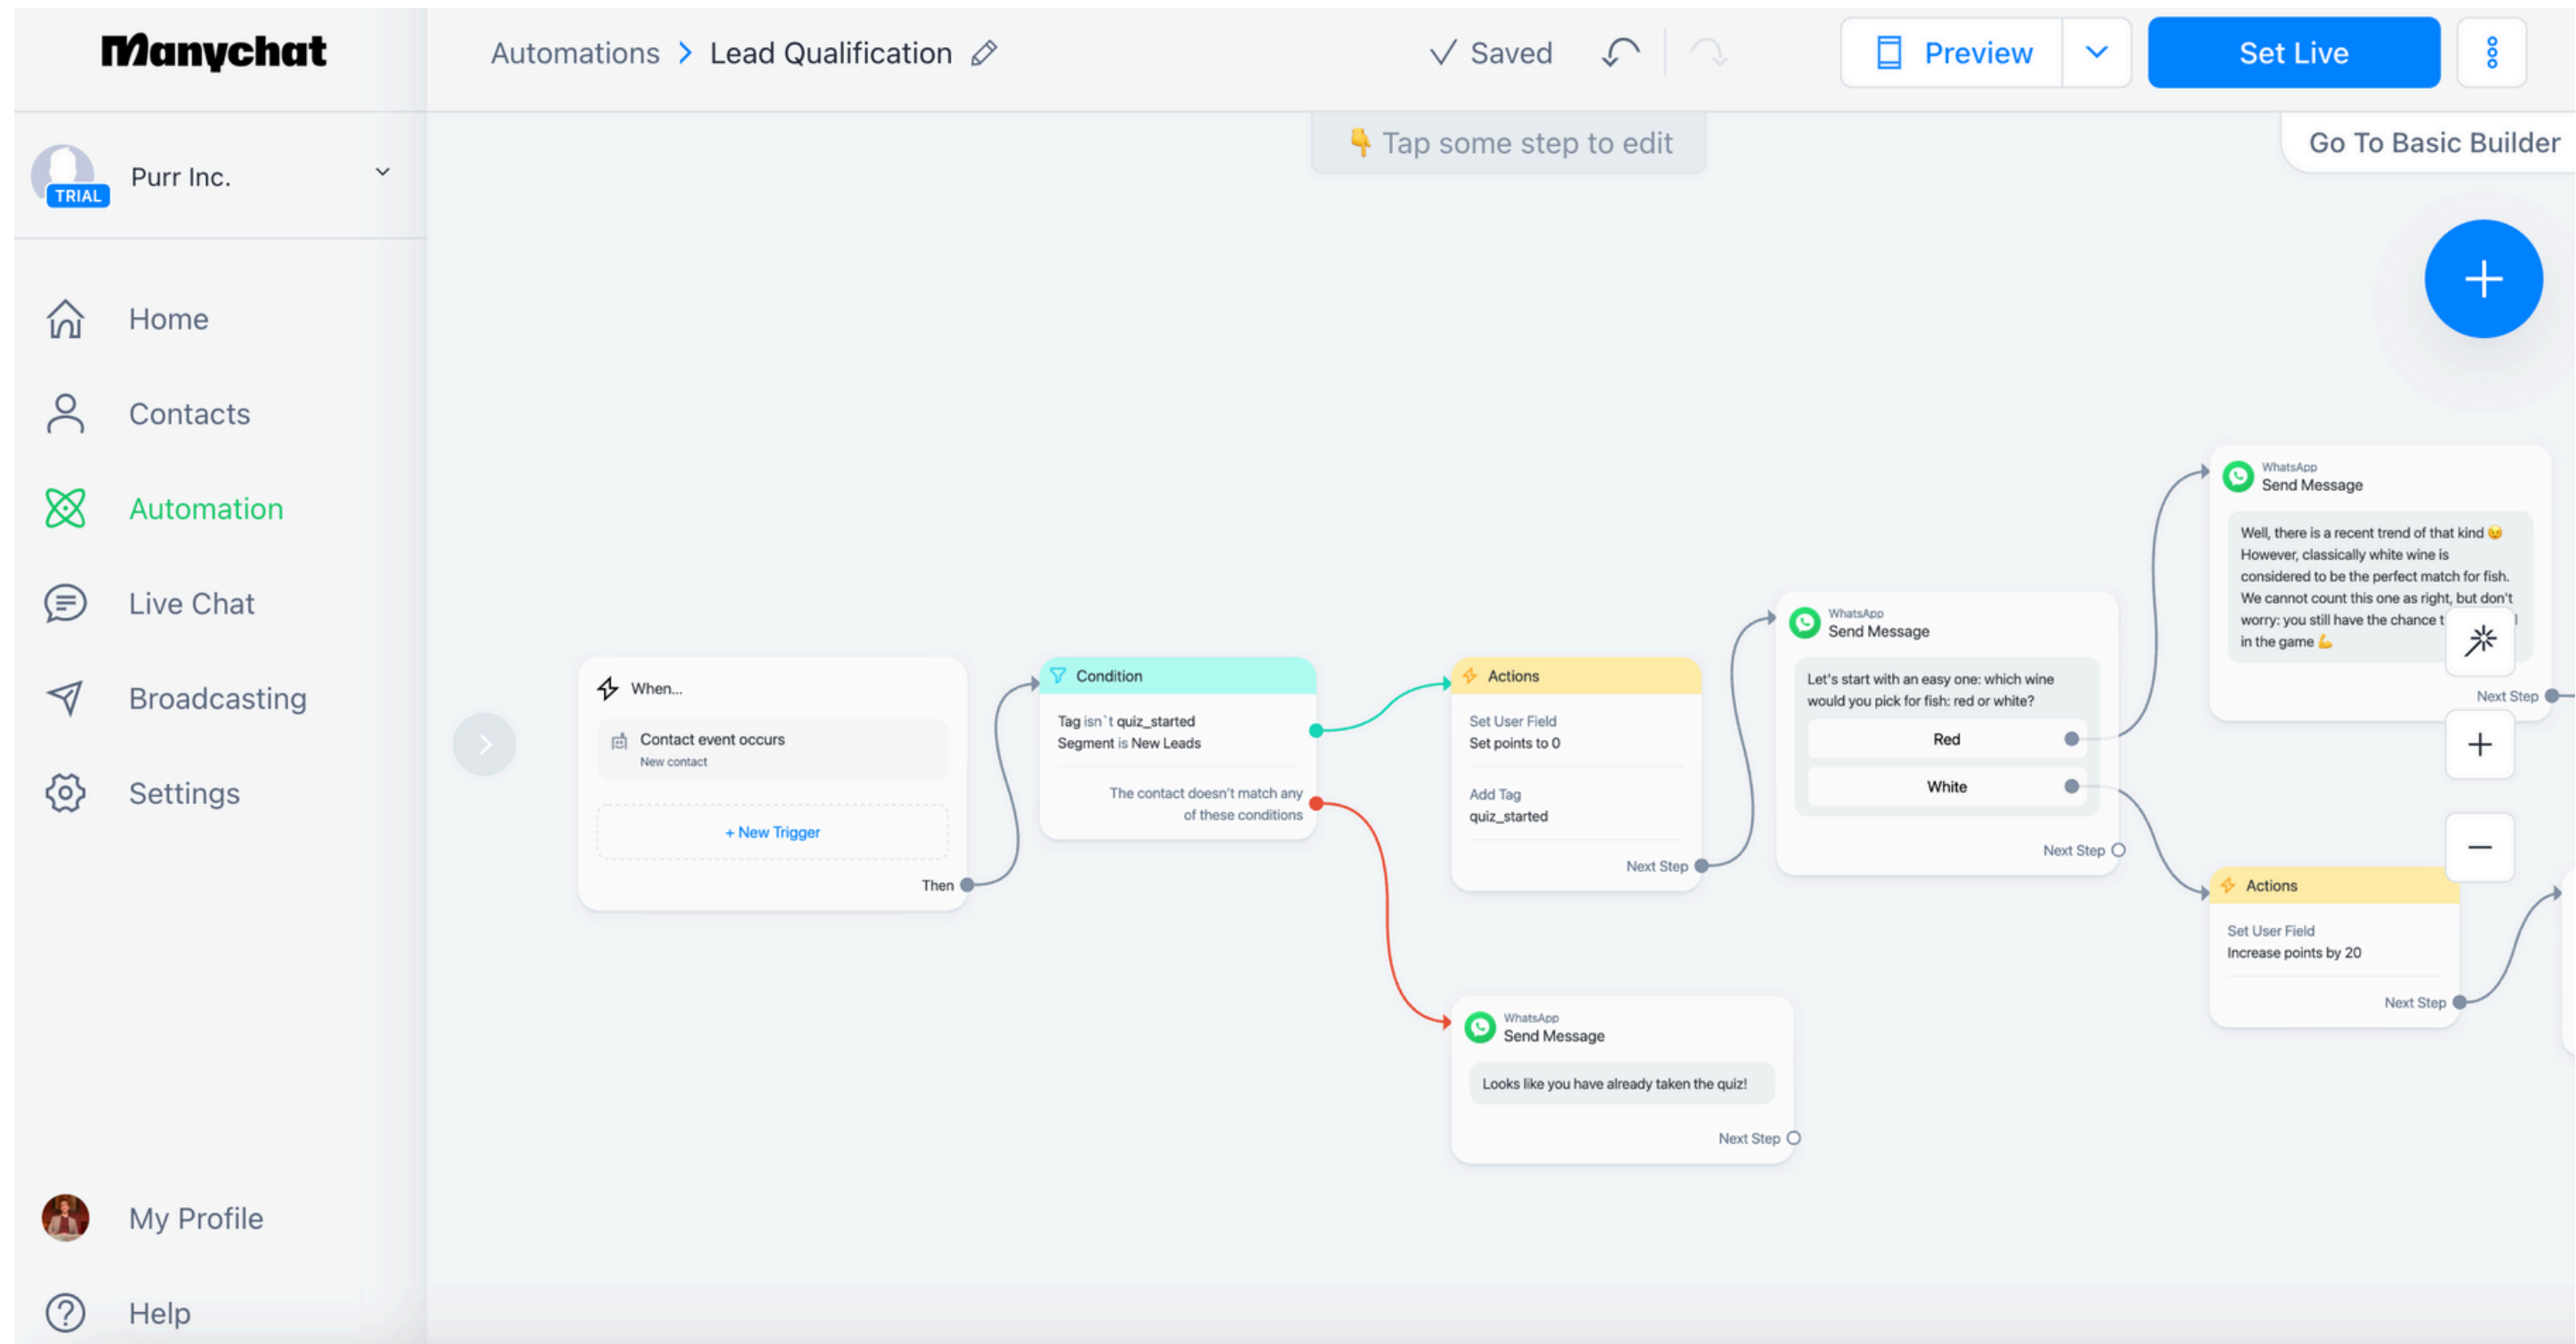 Manychat
Automations > Lead Qualification
Saved
Preview
Set Live
Purr Inc.
TRIAL
👇 Tap some step to edit
Go To Basic Builder
Home
Contacts
Automation
Live Chat
Broadcasting
Settings
My Profile
Help
When...
Contact event occurs
New contact
+ New Trigger
Then
Condition
Tag isn`t quiz_started
Segment is New Leads
The contact doesn't match any
of these conditions
Actions
Set User Field
Set points to 0
Add Tag
quiz_started
Next Step
WhatsApp
Send Message
Looks like you have already taken the quiz!
Next Step
WhatsApp
Send Message
Let's start with an easy one: which wine
would you pick for fish: red or white?
Red
White
Next Step
WhatsApp
Send Message
Well, there is a recent trend of that kind 😉
However, classically white wine is
considered to be the perfect match for fish.
We cannot count this one as right, but don't
worry: you still have the chance
in the game 💪
Next Step
Actions
Set User Field
Increase points by 20
Next Step